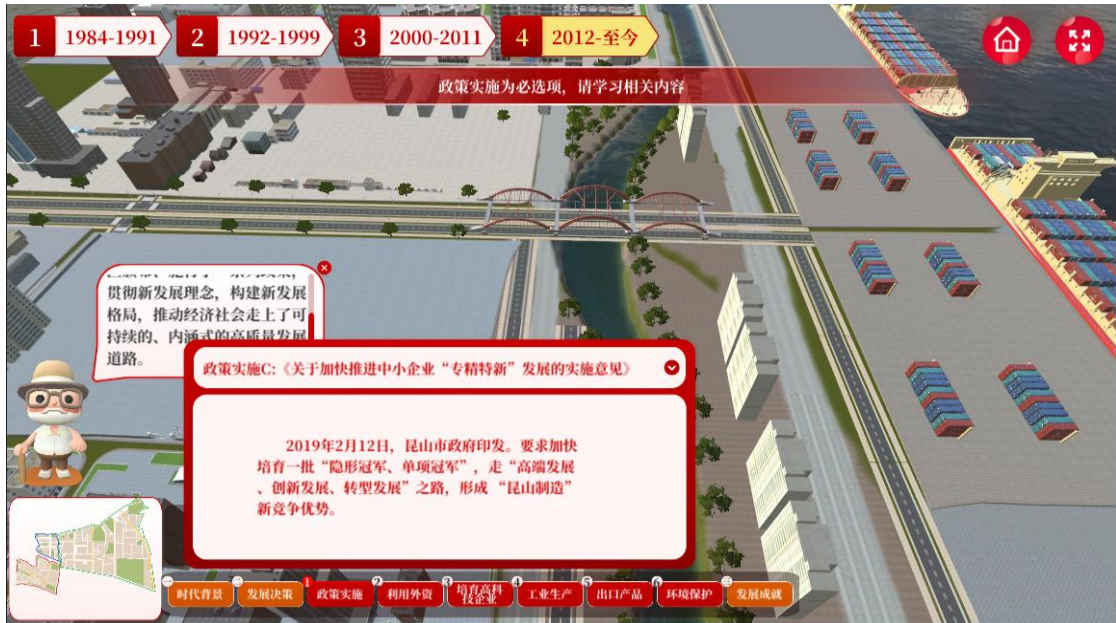 1 1984-1991 2 1992-1999 3 2000-2011 4 2012-至今
政策实施为必选项，请学习相关内容
贯彻新发展理念，构建新发展
格局，推动经济社会走上了可
持续的、内涵式的高质量发展
道路。
政策实施C:《关于加快推进中小企业“专精特新”发展的实施意见》
2019年2月12日，昆山市政府印发。要求加快
培育一批“隐形冠军、单项冠军”，走“高端发展
、创新发展、转型发展”之路，形成 “昆山制造”
新竞争优势。
一 时代背景 二 发展决策 1 政策实施 2 利用外资 3 培育高科技企业 4 工业生产 5 出口产品 6 环境保护 三 发展成就